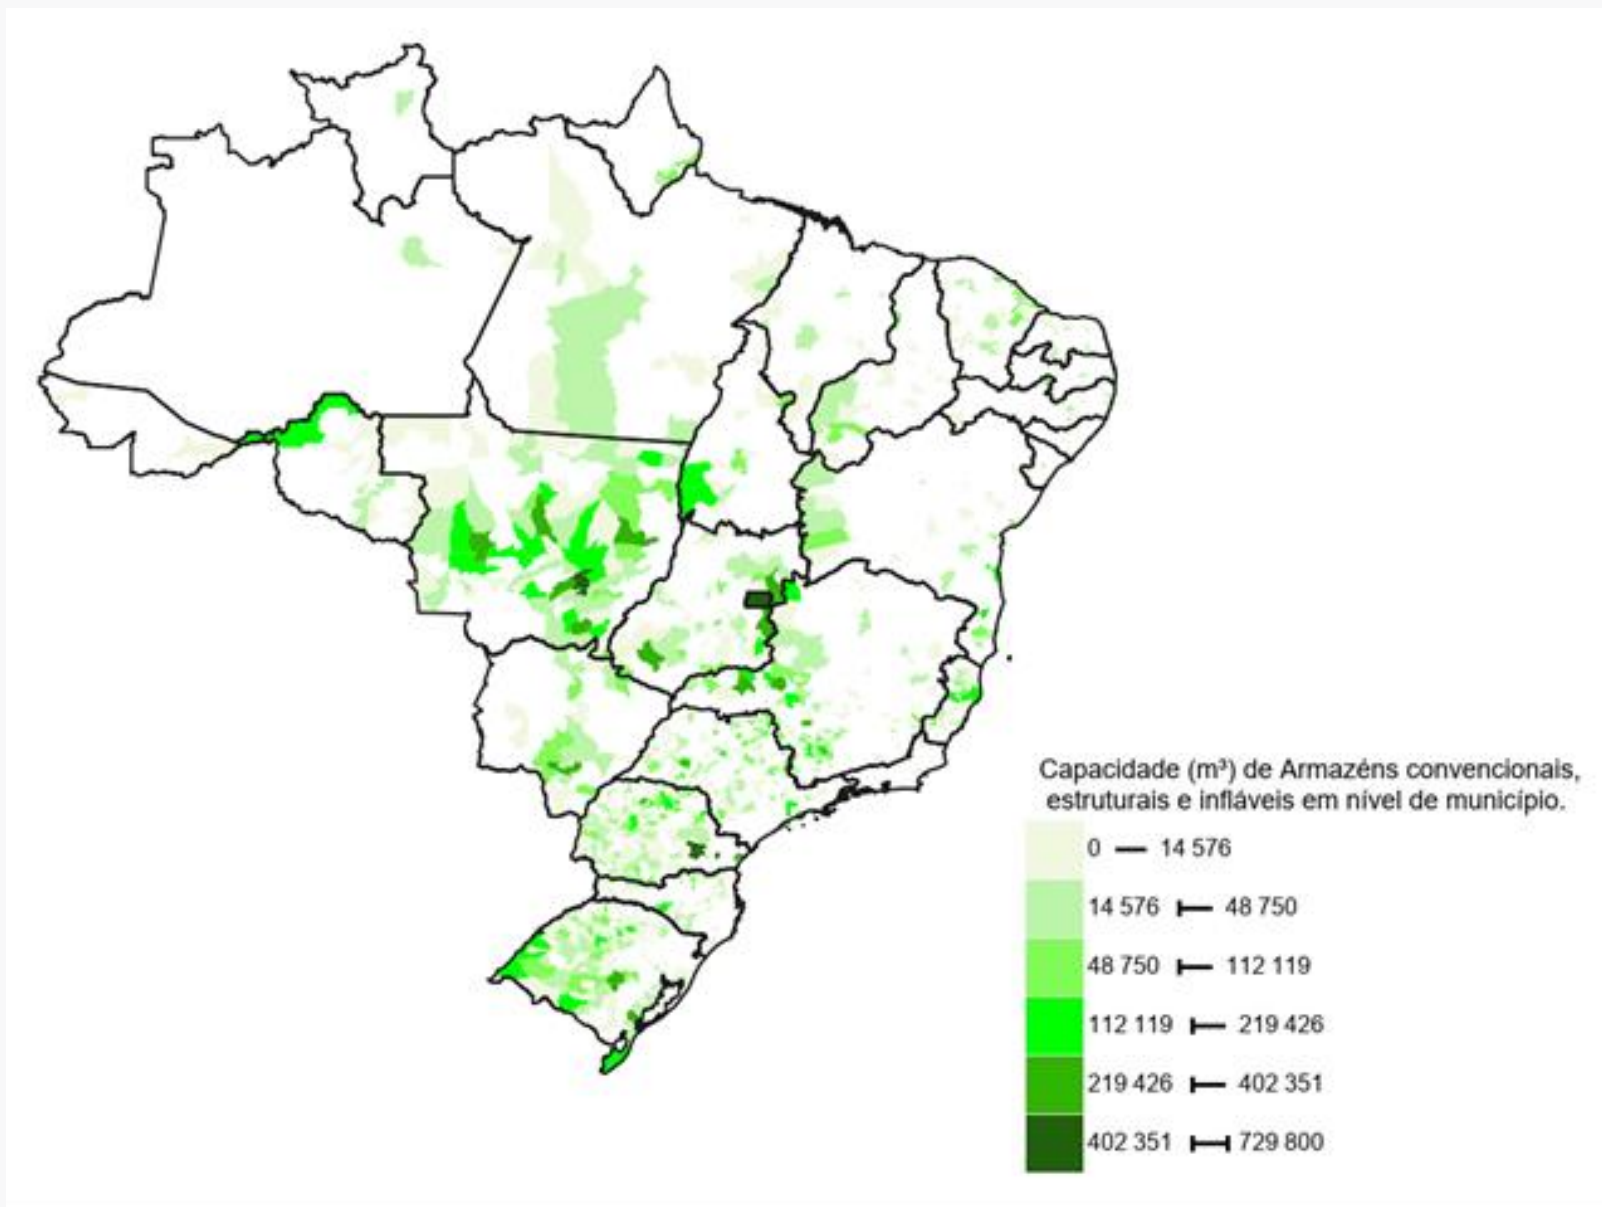 Capacidade (m³) de Armazéns convencionais,
estruturais e infláveis em nível de município.
0 — 14 576
14 576 ⊢ 48 750
48 750 ⊢ 112 119
112 119 ⊢ 219 426
219 426 ⊢ 402 351
402 351 ⊢⊣ 729 800